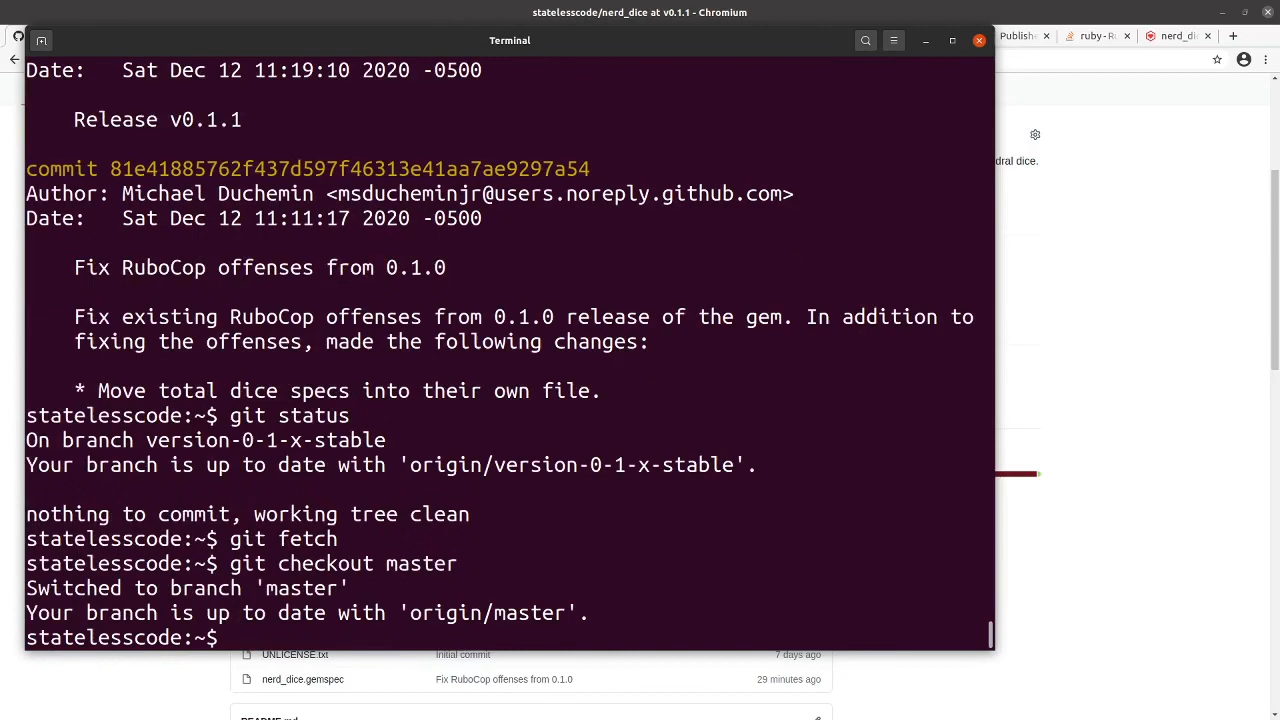 statelesscode/nerd_dice at v0.1.1 - Chromium
Terminal
Publishe
ruby - Ru
nerd_dic
Date:   Sat Dec 12 11:19:10 2020 -0500
Release v0.1.1
dral dice.
commit 81e41885762f437d597f46313e41aa7ae9297a54
Author: Michael Duchemin <msducheminjr@users.noreply.github.com>
Date:   Sat Dec 12 11:11:17 2020 -0500
Fix RuboCop offenses from 0.1.0
Fix existing RuboCop offenses from 0.1.0 release of the gem. In addition to
fixing the offenses, made the following changes:
* Move total dice specs into their own file.
statelesscode:~$ git status
On branch version-0-1-x-stable
Your branch is up to date with 'origin/version-0-1-x-stable'.
nothing to commit, working tree clean
statelesscode:~$ git fetch
statelesscode:~$ git checkout master
Switched to branch 'master'
Your branch is up to date with 'origin/master'.
statelesscode:~$
UNLICENSE.txt Initial commit 7 days ago
nerd_dice.gemspec Fix RuboCop offenses from 0.1.0 29 minutes ago
README.md